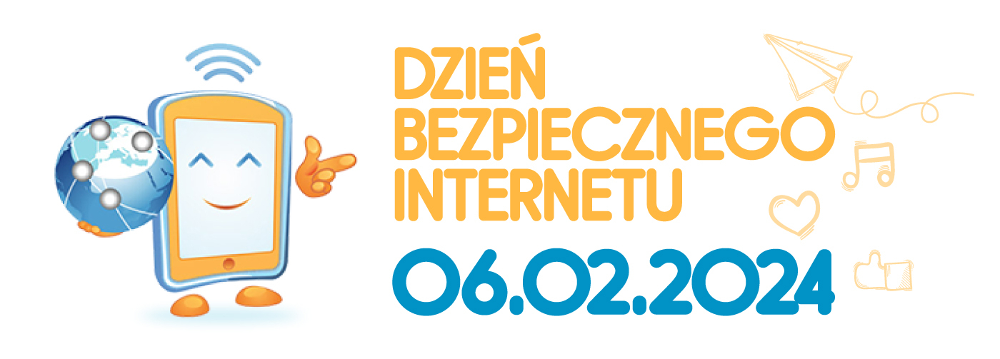 DZIEŃ
BEZPIECZNEGO
INTERNETU
06.02.2024